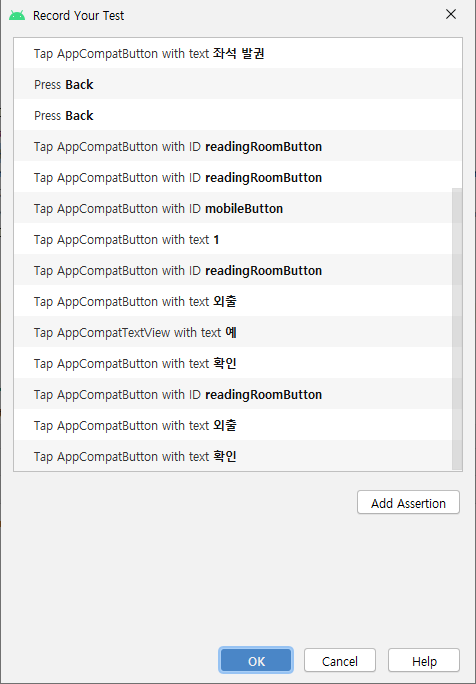 Record Your Test
Tap AppCompatButton with text 좌석 발권
Press Back
Press Back
Tap AppCompatButton with ID readingRoomButton
Tap AppCompatButton with ID readingRoomButton
Tap AppCompatButton with ID mobileButton
Tap AppCompatButton with text 1
Tap AppCompatButton with ID readingRoomButton
Tap AppCompatButton with text 외출
Tap AppCompatTextView with text 예
Tap AppCompatButton with text 확인
Tap AppCompatButton with ID readingRoomButton
Tap AppCompatButton with text 외출
Tap AppCompatButton with text 확인
Add Assertion
OK Cancel Help